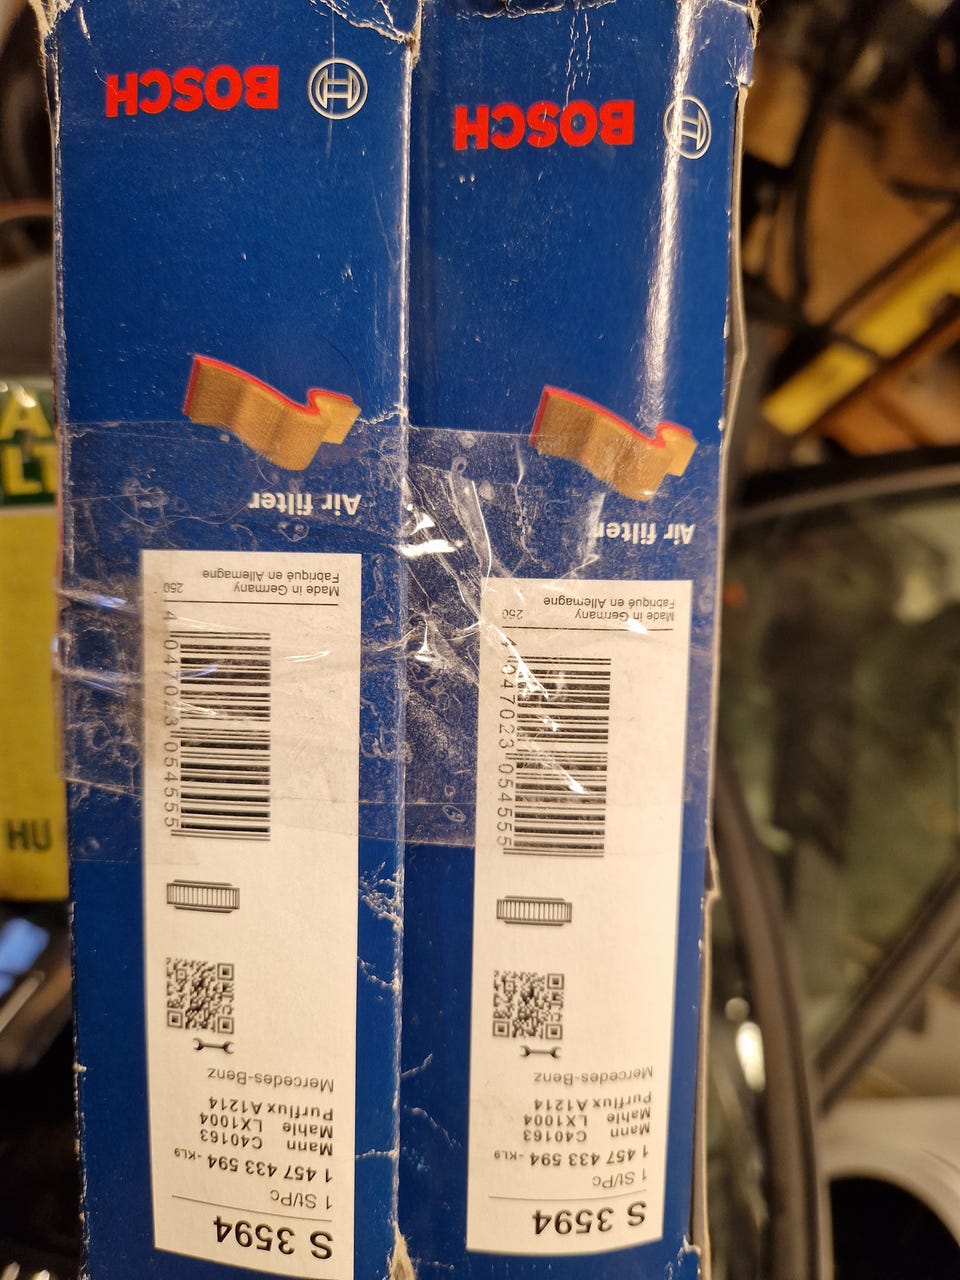 S 3594
1 St/Pc
1 457 433 594 -KL9
Mann C40163
Mahle LX1004
Purflux A1214
Mercedes-Benz
4 047023 054555
Made in Germany 250
Fabriqué en Allemagne
Air filter
BOSCH
S 3594
1 St/Pc
1 457 433 594 -KL9
Mann C40163
Mahle LX1004
Purflux A1214
Mercedes-Benz
4 047023 054555
Made in Germany 250
Fabriqué en Allemagne
Air filter
BOSCH
HU